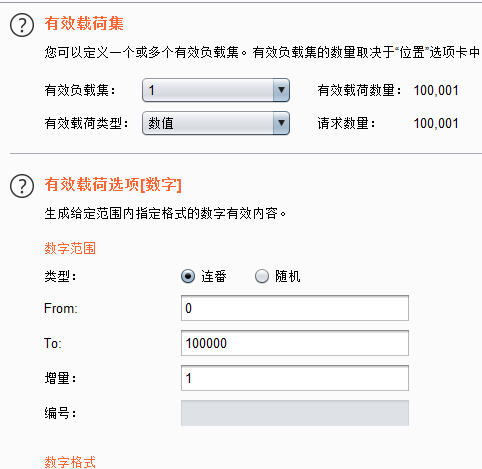 有效载荷集
您可以定义一个或多个有效负载集。有效负载集的数量取决于“位置”选项卡中
有效负载集： 1 有效载荷数量： 100,001
有效载荷类型： 数值 请求数量： 100,001
有效载荷选项[数字]
生成给定范围内指定格式的数字有效内容。
数字范围
类型： 连番 随机
From: 0
To: 100000
增量： 1
编号：
数字格式